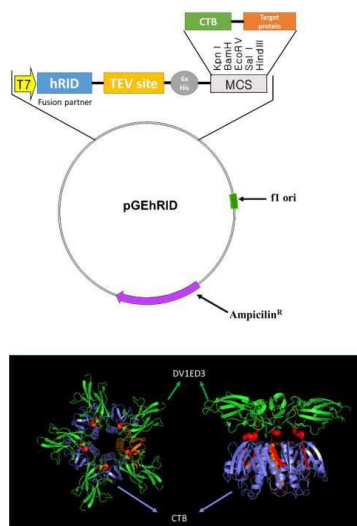 CTB
Target protein
Kpn I
BamH
EcoRV
Sal I
HindIII
T7
hRID
TEV site
6x His
MCS
Fusion partner
pGEhRID
f1 ori
Ampicilin^R
DV1ED3
CTB